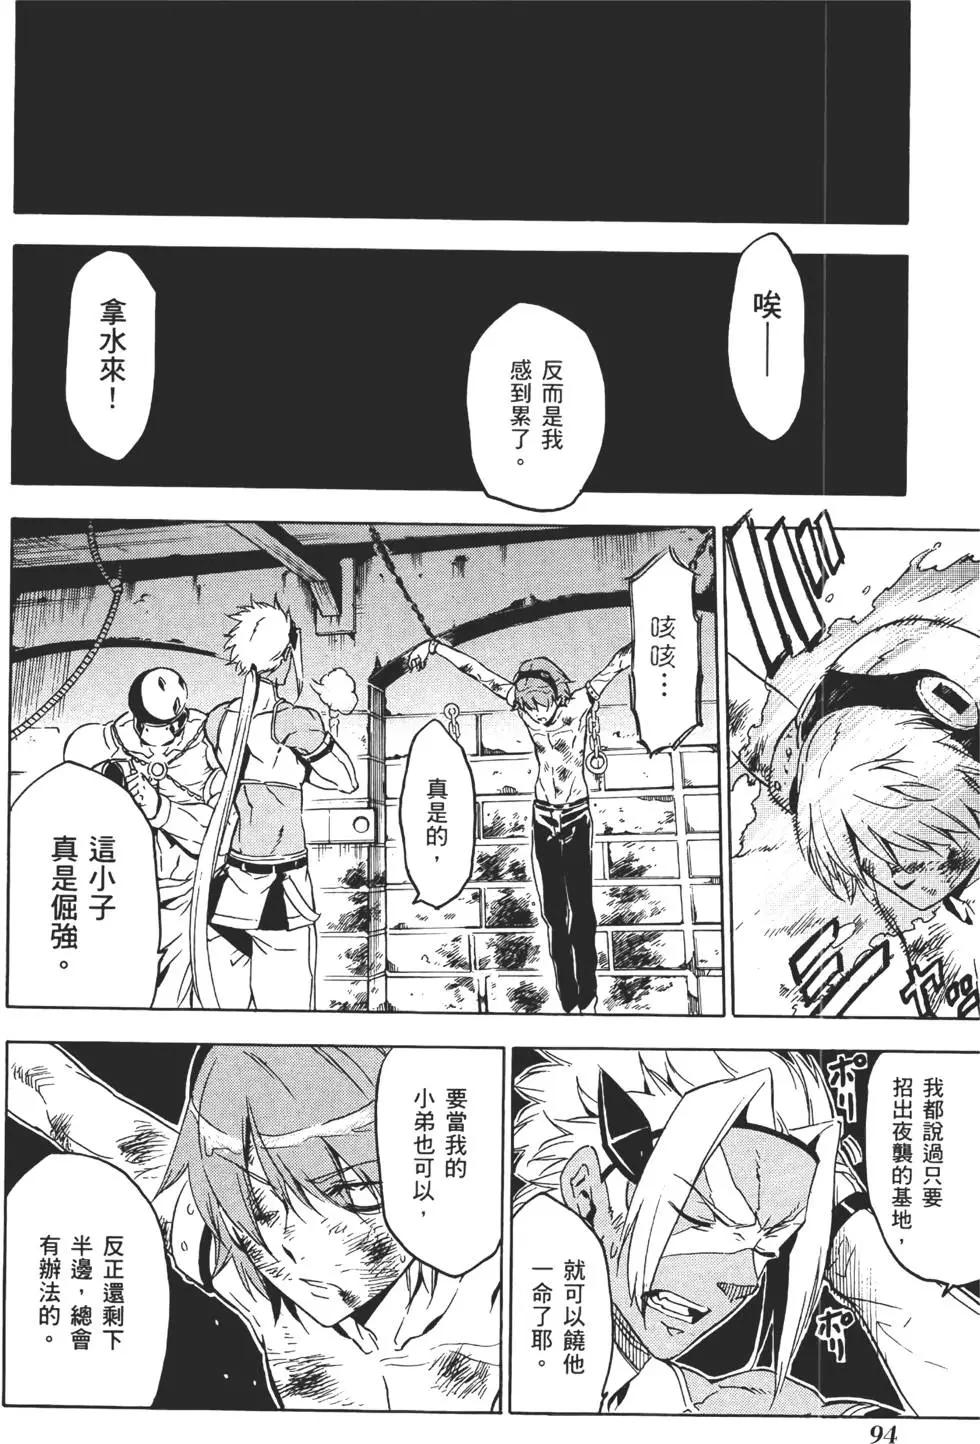 唉──
反而是我
感到累了。
拿水來！
咳咳…
真是的，
這小子
真是倔強。
我都說過只要
招出夜襲的基地，
就可以饒他
一命了耶。
ポリ
ポリ
要當我的
小弟也可以，
反正還剩下
半邊，總會
有辦法的。
94